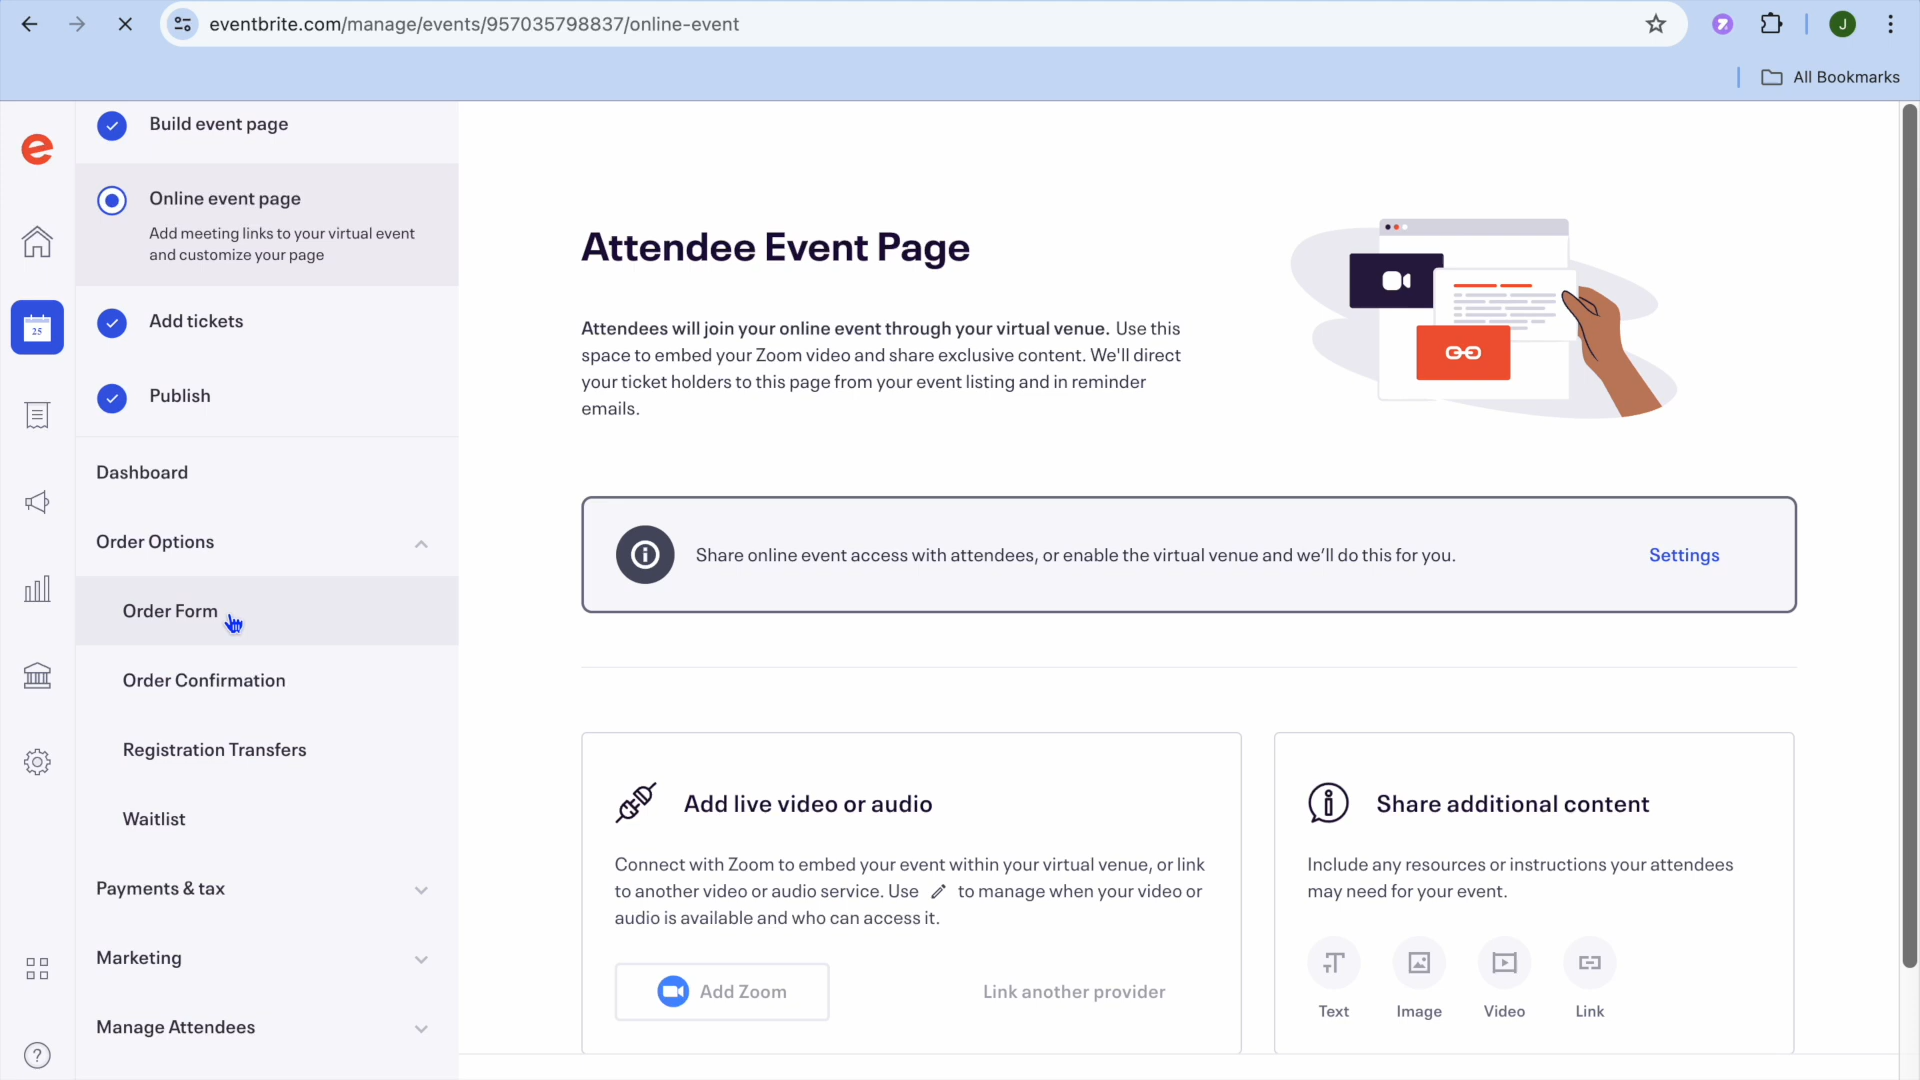 eventbrite.com/manage/events/957035798837/online-event
J
All Bookmarks
Build event page
Online event page
Add meeting links to your virtual event
and customize your page
Add tickets
Publish
Dashboard
Order Options
Order Form
Order Confirmation
Registration Transfers
Waitlist
Payments & tax
Marketing
Manage Attendees
25
Attendee Event Page
Attendees will join your online event through your virtual venue. Use this
space to embed your Zoom video and share exclusive content. We'll direct
your ticket holders to this page from your event listing and in reminder
emails.
Share online event access with attendees, or enable the virtual venue and we’ll do this for you.
Settings
Add live video or audio
Connect with Zoom to embed your event within your virtual venue, or link
to another video or audio service. Use to manage when your video or
audio is available and who can access it.
Add Zoom
Link another provider
Share additional content
Include any resources or instructions your attendees
may need for your event.
Text
Image
Video
Link